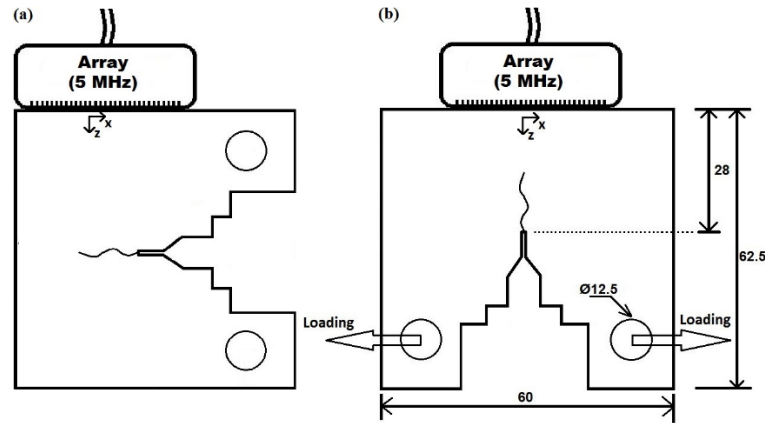 (a)
Array
(5 MHz)
x
z
(b)
Array
(5 MHz)
x
z
28
62.5
Ø12.5
Loading
Loading
60